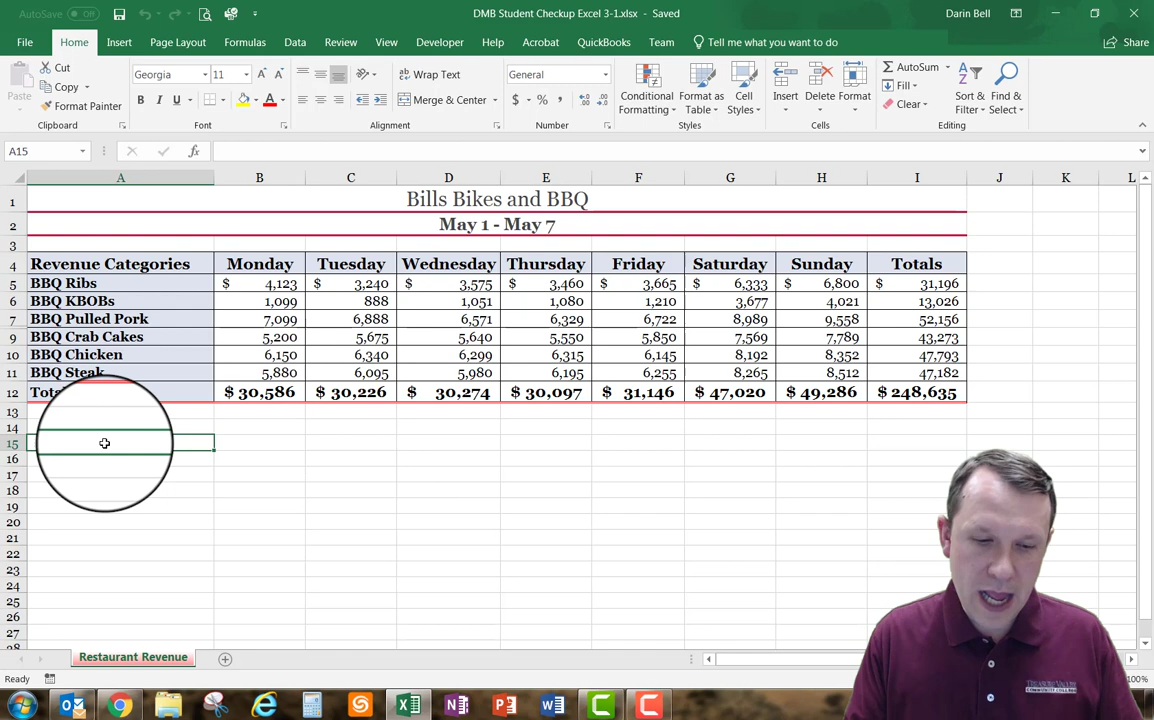 AutoSave Off DMB Student Checkup Excel 3-1.xlsx - Saved Darin Bell
File Home Insert Page Layout Formulas Data Review View Developer Help Acrobat QuickBooks Team Tell me what you want to do Share
Paste Cut Copy Format Painter Clipboard
Georgia 11 B I U A Font
Wrap Text Merge & Center Alignment
General $ % , Number
Conditional Formatting Format as Table Cell Styles Styles
Insert Delete Format Cells
AutoSum Fill Clear Sort & Filter Find & Select Editing
A15 fx
A B C D E F G H I J K L
1 Bills Bikes and BBQ
2 May 1 - May 7
3
4 Revenue Categories Monday Tuesday Wednesday Thursday Friday Saturday Sunday Totals
5 BBQ Ribs $ 4,123 $ 3,240 $ 3,575 $ 3,460 $ 3,665 $ 6,333 $ 6,800 $ 31,196
6 BBQ KBOBs 1,099 888 1,051 1,080 1,210 3,677 4,021 13,026
7 BBQ Pulled Pork 7,099 6,888 6,571 6,329 6,722 8,989 9,558 52,156
9 BBQ Crab Cakes 5,200 5,675 5,640 5,550 5,850 7,569 7,789 43,273
10 BBQ Chicken 6,150 6,340 6,299 6,315 6,145 8,192 8,352 47,793
11 BBQ Steak 5,880 6,095 5,980 6,195 6,255 8,265 8,512 47,182
12 $ 30,586 $ 30,226 $ 30,274 $ 30,097 $ 31,146 $ 47,020 $ 49,286 $ 248,635
13
14
15
16
17
18
19
20
21
22
23
24
25
26
27
28
Restaurant Revenue
Ready 100%
TREASURE VALLEY
COMMUNITY COLLEGE